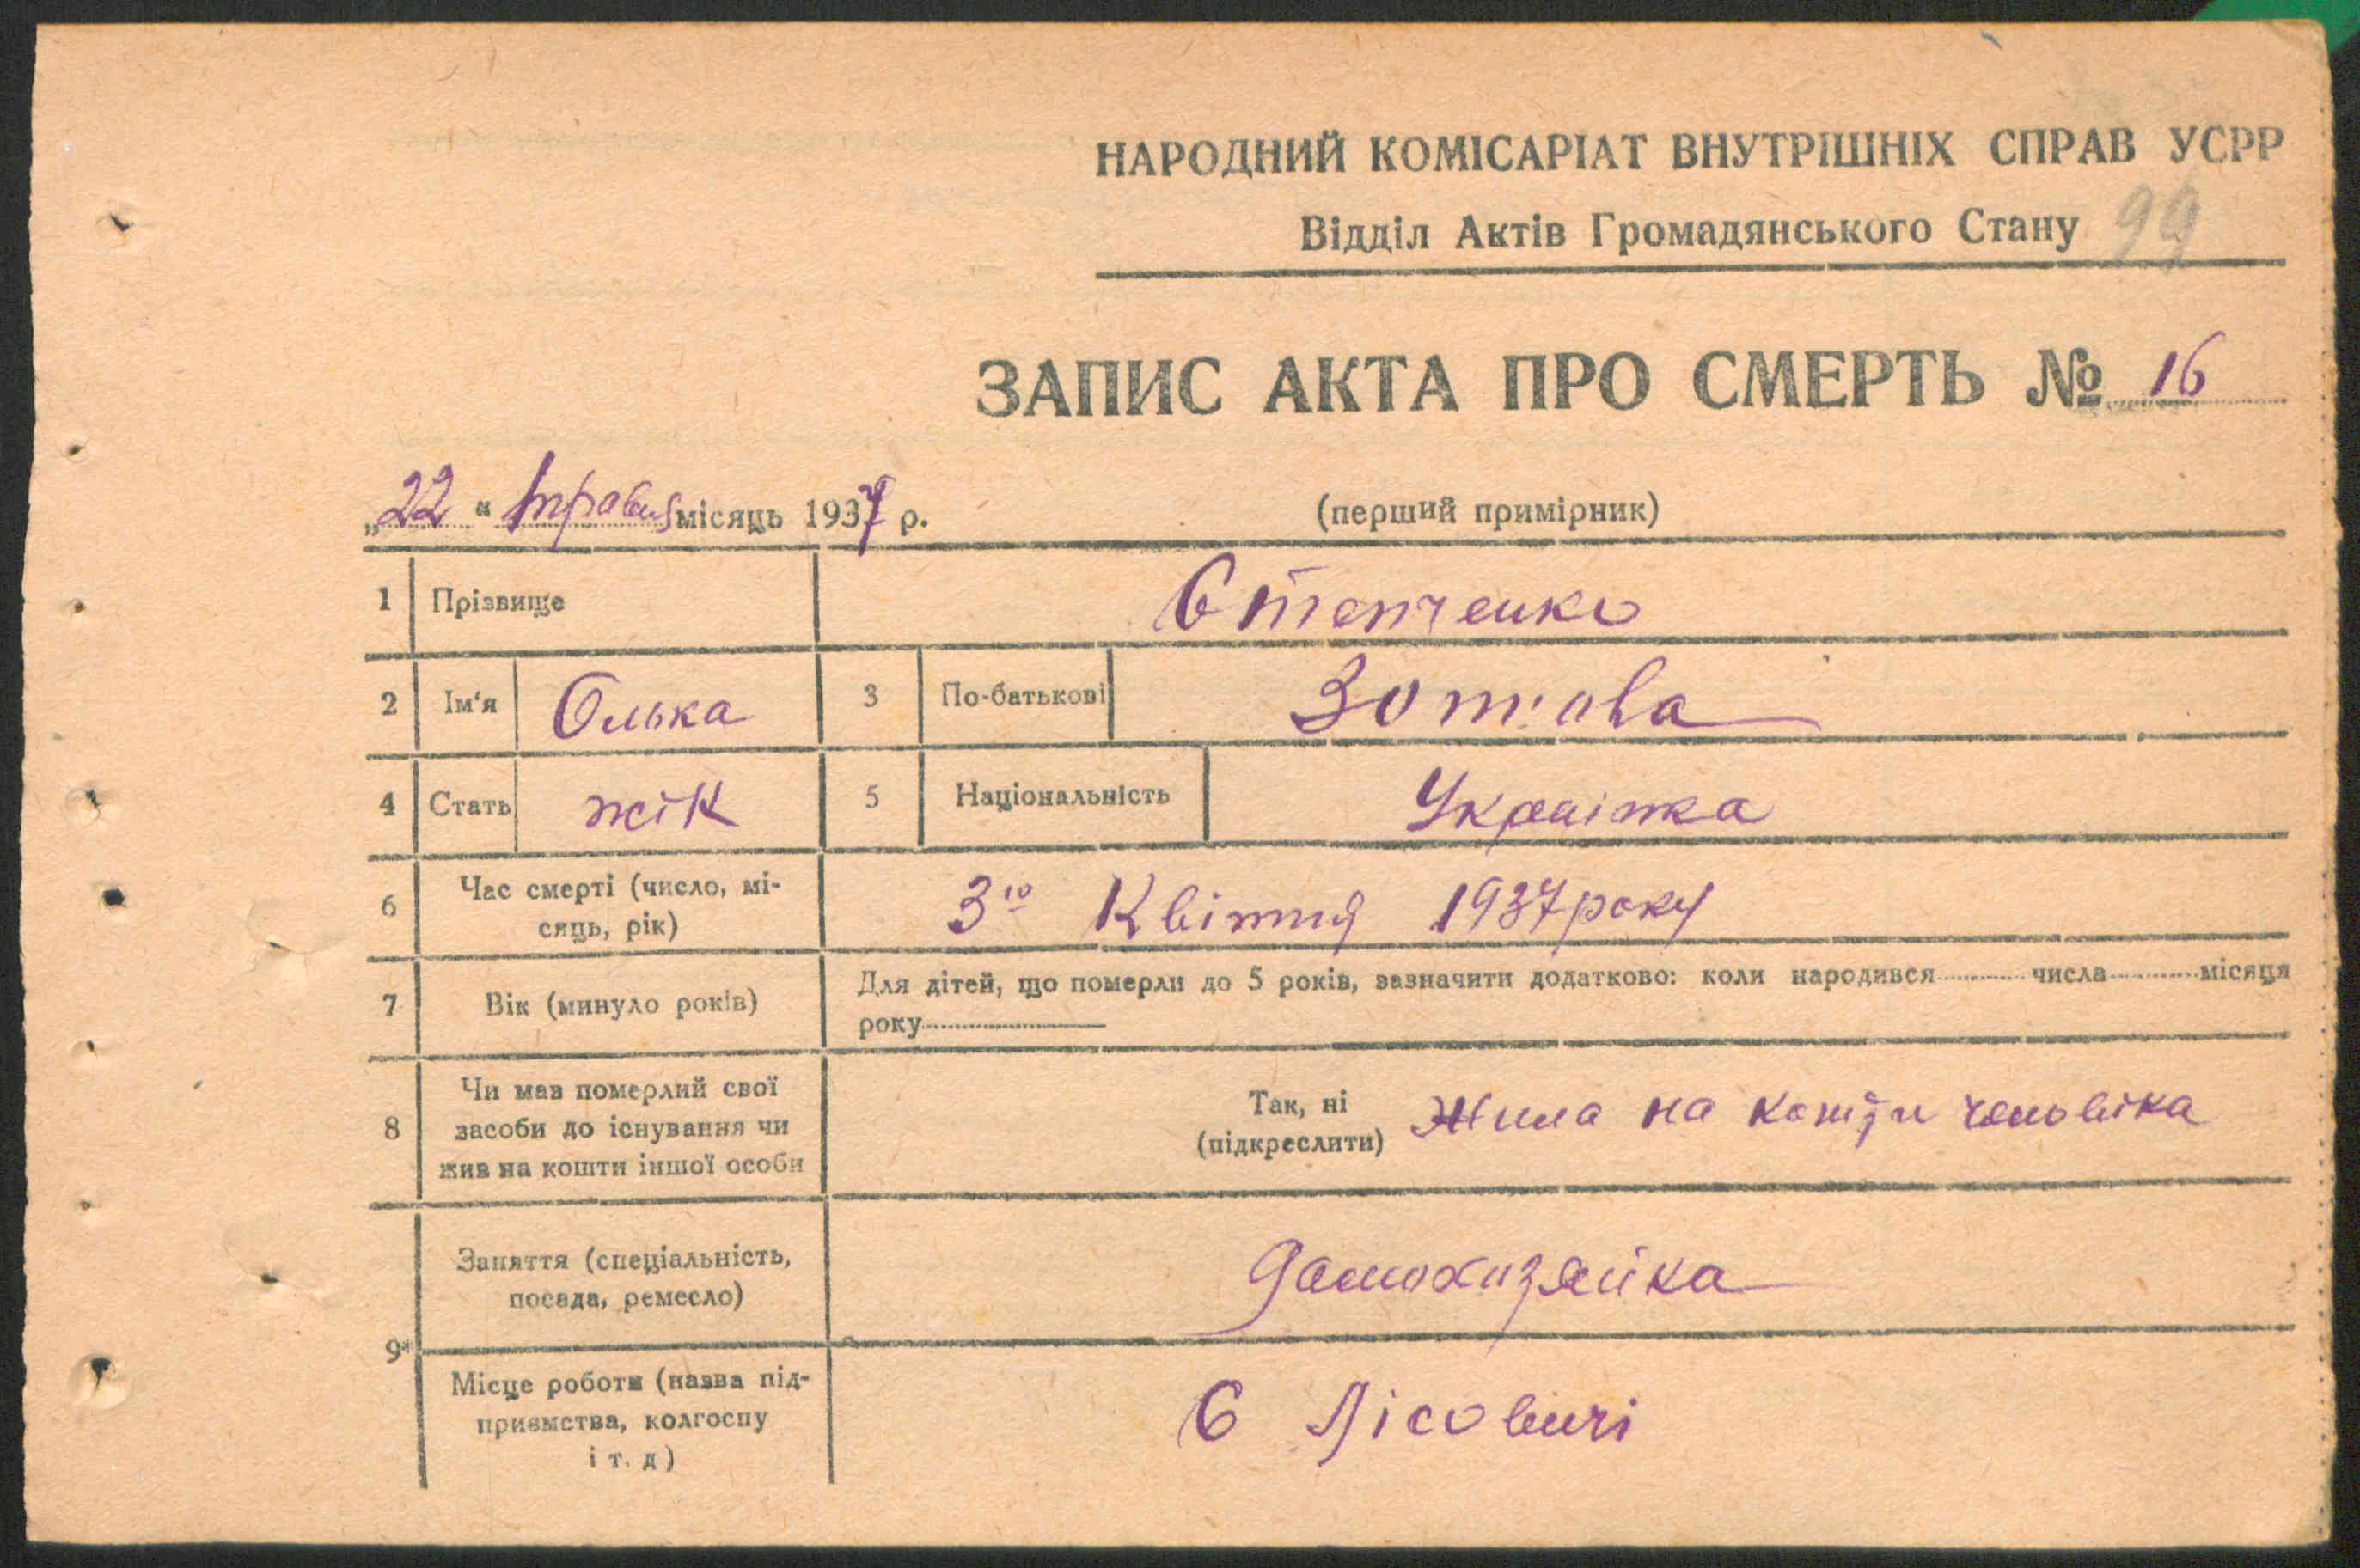 НАРОДНИЙ КОМІСАРІАТ ВНУТРІШНІХ СПРАВ УСРР
Відділ Актів Громадянського Стану 99
ЗАПИС АКТА ПРО СМЕРТЬ № 16
„22" травня місяць 1937 р. (перший примірник)
1 Прізвище Степченко
2 Ім'я Олька 3 По-батькові
4 Стать жік 5 Національність Українка
6 Час смерті (число, мі-
сяць, рік) 3го Квітня 1937 року
7 Вік (минуло років) Для дітей, що померли до 5 років, зазначити додатково: коли народився числа місяця
року
8 Чи мав померлий свої
засоби до існування чи
жив на кошти іншої особи
Так, ні
(підкреслити) Жила на кошти чоловіка
9 Заняття (спеціальність,
посада, ремесло) Домохазяйка
Місце роботи (назва під-
приємства, колгоспу
і т. д) С Лісовичі